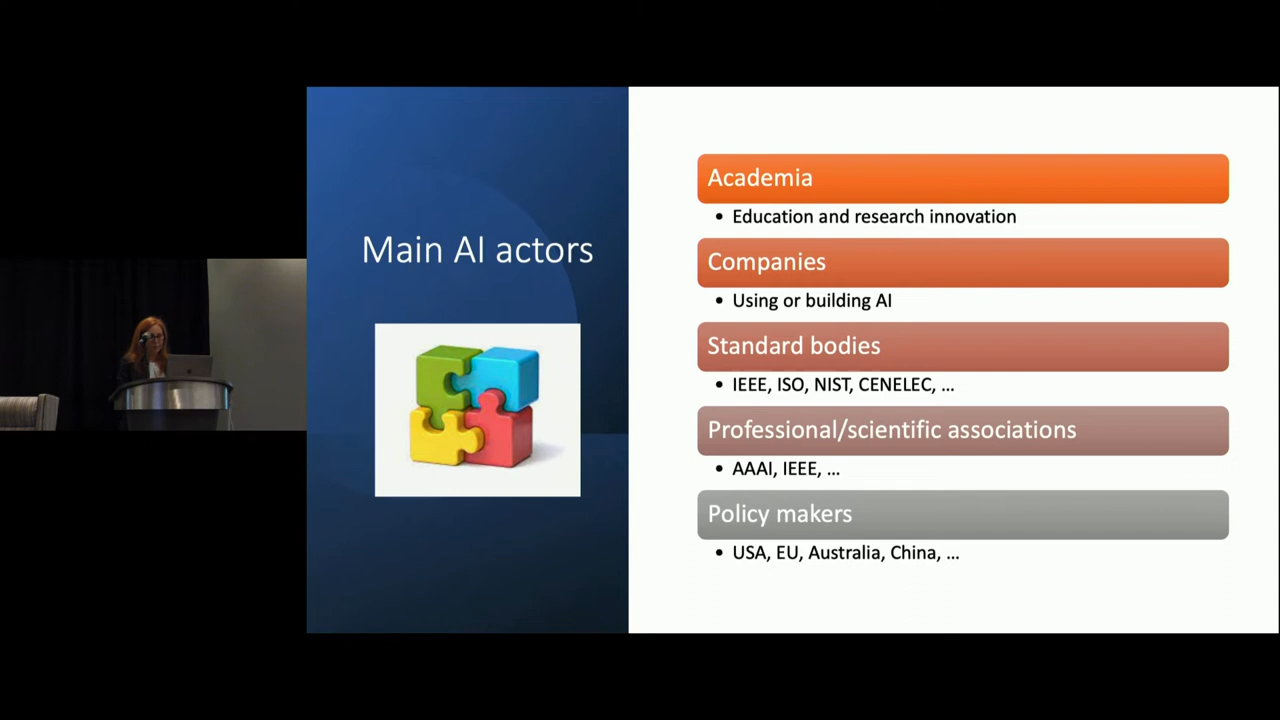 Main AI actors
Academia
• Education and research innovation
Companies
• Using or building AI
Standard bodies
• IEEE, ISO, NIST, CENELEC, ...
Professional/scientific associations
• AAAI, IEEE, ...
Policy makers
• USA, EU, Australia, China, ...